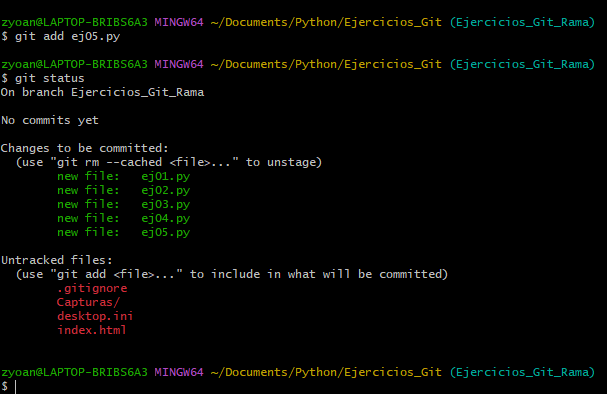 zyoan@LAPTOP-BRIBS6A3 MINGW64 ~/Documents/Python/Ejercicios_Git (Ejercicios_Git_Rama)
$ git add ej05.py
zyoan@LAPTOP-BRIBS6A3 MINGW64 ~/Documents/Python/Ejercicios_Git (Ejercicios_Git_Rama)
$ git status
On branch Ejercicios_Git_Rama
No commits yet
Changes to be committed:
  (use "git rm --cached <file>..." to unstage)
        new file:   ej01.py
        new file:   ej02.py
        new file:   ej03.py
        new file:   ej04.py
        new file:   ej05.py
Untracked files:
  (use "git add <file>..." to include in what will be committed)
        .gitignore
        Capturas/
        desktop.ini
        index.html
zyoan@LAPTOP-BRIBS6A3 MINGW64 ~/Documents/Python/Ejercicios_Git (Ejercicios_Git_Rama)
$